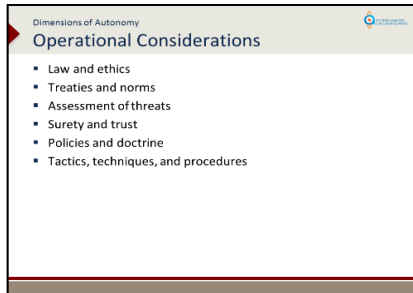 Dimensions of Autonomy
Operational Considerations
▪ Law and ethics
▪ Treaties and norms
▪ Assessment of threats
▪ Surety and trust
▪ Policies and doctrine
▪ Tactics, techniques, and procedures